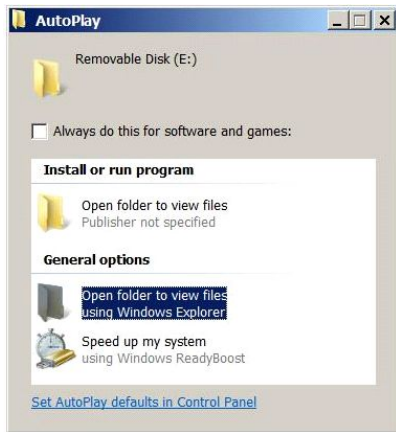 AutoPlay
Removable Disk (E:)
Always do this for software and games:
Install or run program
Open folder to view files
Publisher not specified
General options
Open folder to view files
using Windows Explorer
Speed up my system
using Windows ReadyBoost
Set AutoPlay defaults in Control Panel